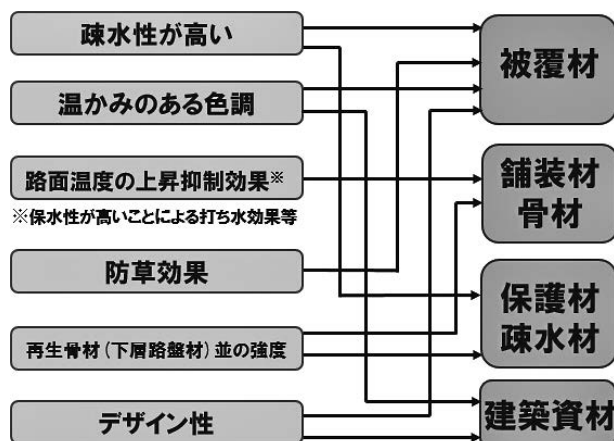 疎水性が高い
温かみのある色調
路面温度の上昇抑制効果※
※保水性が高いことによる打ち水効果等
防草効果
再生骨材(下層路盤材)並の強度
デザイン性
被覆材
舗装材
骨材
保護材
疎水材
建築資材